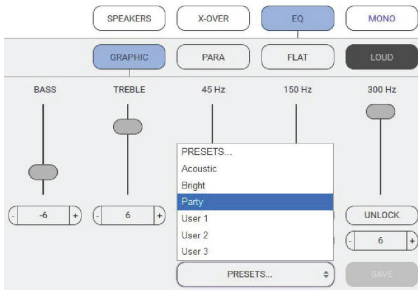 SPEAKERS X-OVER EQ MONO
GRAPHIC PARA FLAT LOUD
BASS TREBLE 45 Hz 150 Hz 300 Hz
PRESETS...
Acoustic
Bright
Party
User 1
User 2
User 3
- -6 + - 6 + UNLOCK
- 6 +
PRESETS... SAVE